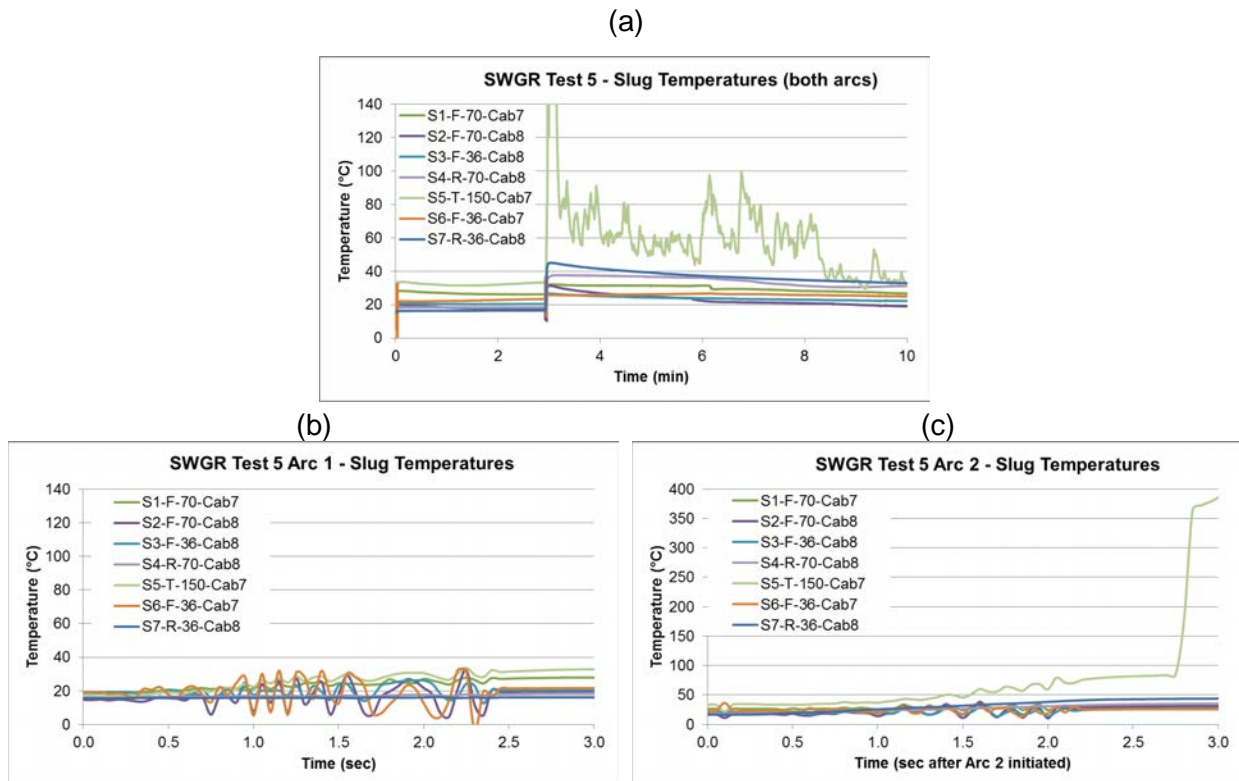 (a)
SWGR Test 5 - Slug Temperatures (both arcs)
Temperature (°C)
140
120
100
80
60
40
20
0
S1-F-70-Cab7
S2-F-70-Cab8
S3-F-36-Cab8
S4-R-70-Cab8
S5-T-150-Cab7
S6-F-36-Cab7
S7-R-36-Cab8
0 2 4 6 8 10
Time (min)
(b)
SWGR Test 5 Arc 1 - Slug Temperatures
Temperature (°C)
140
120
100
80
60
40
20
0
S1-F-70-Cab7
S2-F-70-Cab8
S3-F-36-Cab8
S4-R-70-Cab8
S5-T-150-Cab7
S6-F-36-Cab7
S7-R-36-Cab8
0.0 0.5 1.0 1.5 2.0 2.5 3.0
Time (sec)
(c)
SWGR Test 5 Arc 2 - Slug Temperatures
Temperature (°C)
400
350
300
250
200
150
100
50
0
S1-F-70-Cab7
S2-F-70-Cab8
S3-F-36-Cab8
S4-R-70-Cab8
S5-T-150-Cab7
S6-F-36-Cab7
S7-R-36-Cab8
0.0 0.5 1.0 1.5 2.0 2.5 3.0
Time (sec after Arc 2 initiated)